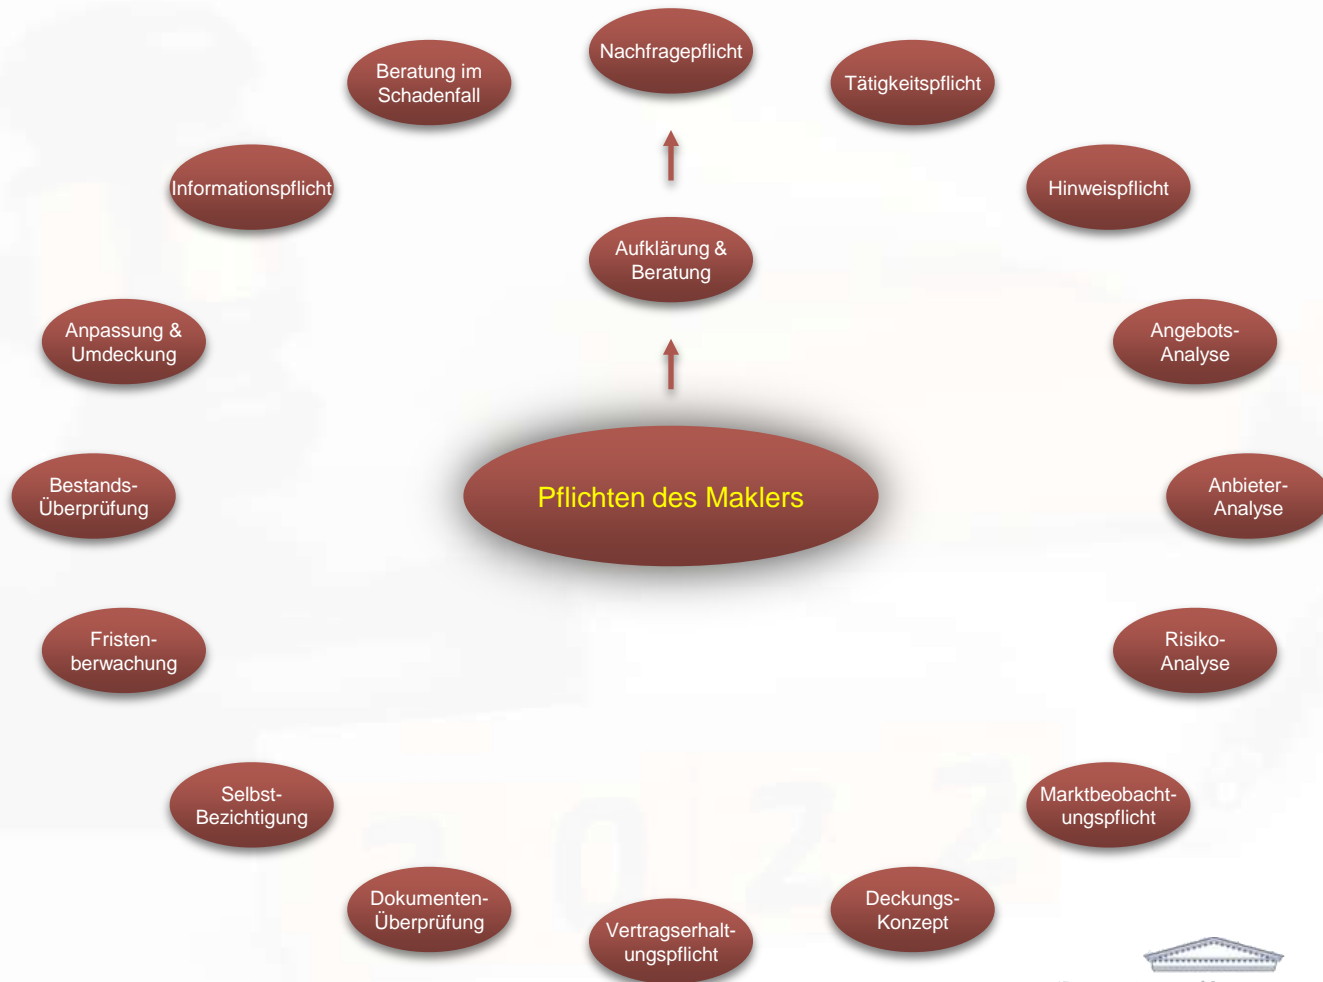 Nachfragepflicht
Beratung im
Schadenfall
Tätigkeitspflicht
Informationspflicht
Hinweispflicht
Aufklärung &
Beratung
Anpassung &
Umdeckung
Angebots-
Analyse
Pflichten des Maklers
Bestands-
Überprüfung
Anbieter-
Analyse
Fristen-
berwachung
Risiko-
Analyse
Selbst-
Bezichtigung
Marktbeobacht-
ungspflicht
Dokumenten-
Überprüfung
Vertragserhalt-
ungspflicht
Deckungs-
Konzept
2022